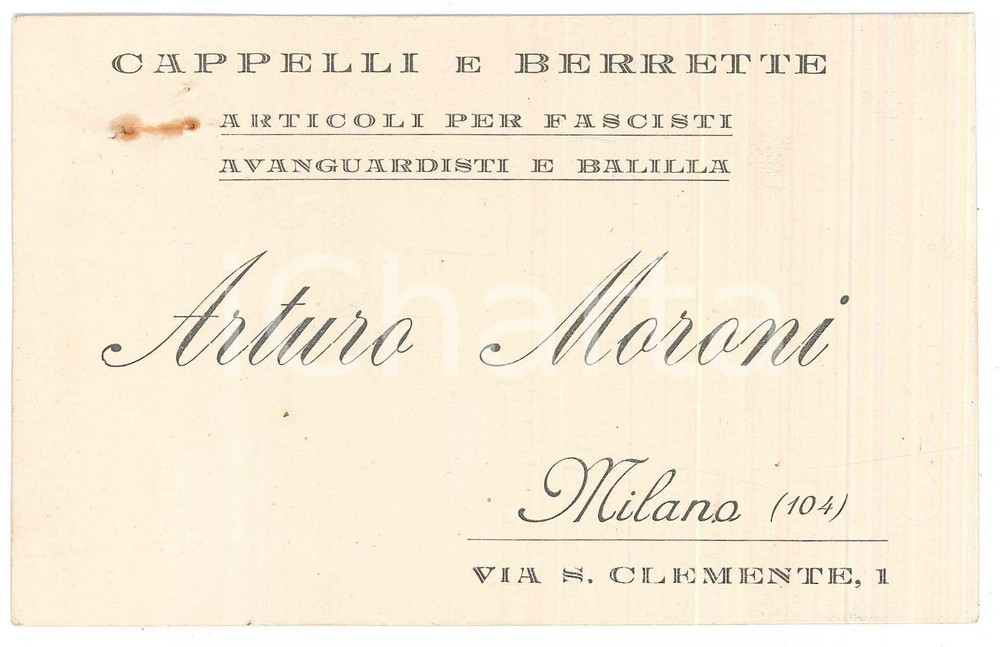 CAPPELLI E BERRETTE
ARTICOLI PER FASCISTI
AVANGUARDISTI E BALILLA
Arturo Moroni
Milano (104)
VIA S. CLEMENTE, 1